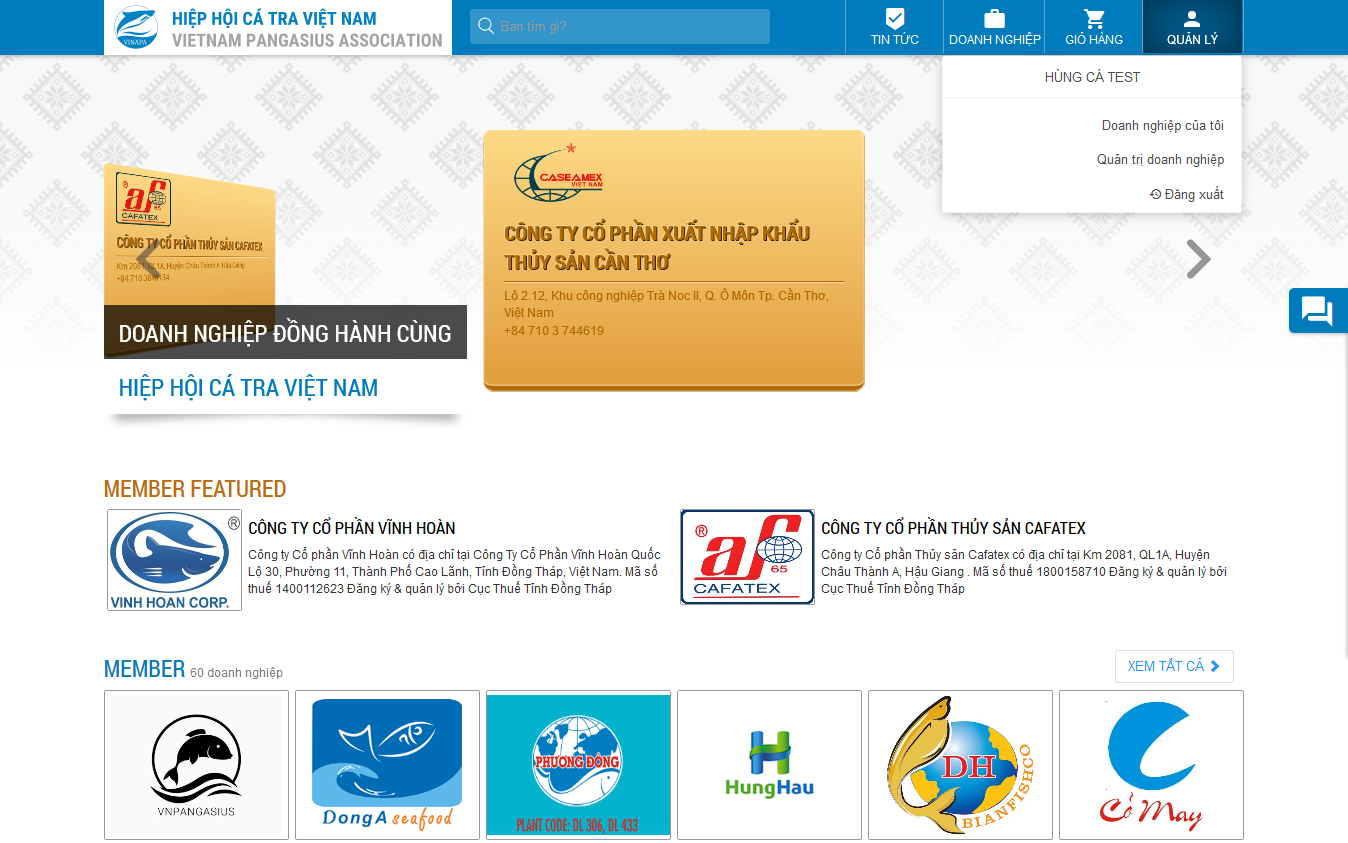 VINAPA
HIỆP HỘI CÁ TRA VIỆT NAM
VIETNAM PANGASIUS ASSOCIATION
Bạn tìm gì?
TIN TỨC
DOANH NGHIỆP
GIỎ HÀNG
QUẢN LÝ
HÙNG CÁ TEST
Doanh nghiệp của tôi
Quản trị doanh nghiệp
Đăng xuất
® af
65
CAFATEX
CÔNG TY CỔ PHẦN THỦY SẢN CAFATEX
Km 2081, QL1A, Huyện Châu Thành A, Hậu Giang
CASEAMEX
VIET NAM
CÔNG TY CỔ PHẦN XUẤT NHẬP KHẨU
THỦY SẢN CẦN THƠ
Lô 2.12, Khu công nghiệp Trà Noc II, Q. Ô Môn Tp. Cần Thơ,
Việt Nam
+84 710 3 744619
DOANH NGHIỆP ĐỒNG HÀNH CÙNG
HIỆP HỘI CÁ TRA VIỆT NAM
MEMBER FEATURED
®
VINH HOAN CORP.
CÔNG TY CỔ PHẦN VĨNH HOÀN
Công ty Cổ phần Vĩnh Hoàn có địa chỉ tại Công Ty Cổ Phần Vĩnh Hoàn Quốc
Lộ 30, Phường 11, Thành Phố Cao Lãnh, Tỉnh Đồng Tháp, Việt Nam. Mã số
thuế 1400112623 Đăng ký & quản lý bởi Cục Thuế Tỉnh Đồng Tháp
® af
65
CAFATEX
CÔNG TY CỔ PHẦN THỦY SẢN CAFATEX
Công ty Cổ phần Thủy sản Cafatex có địa chỉ tại Km 2081, QL1A, Huyện
Châu Thành A, Hậu Giang . Mã số thuế 1800158710 Đăng ký & quản lý bởi
Cục Thuế Tỉnh Đồng Tháp
MEMBER 60 doanh nghiệp
XEM TẤT CẢ
VNPANGASIUS
DongA seafood
PHƯƠNG ĐÔNG
PLANT CODE: DL 306, DL 433
HungHau
DH
BIANFISHCO
Cỏ May